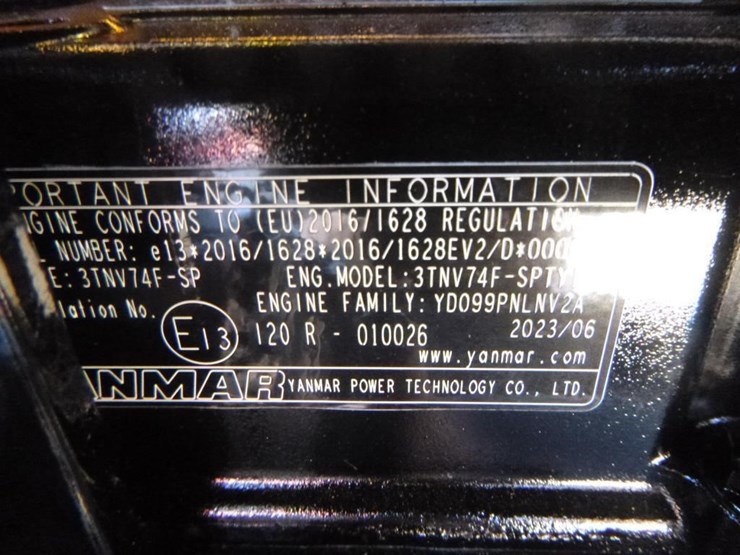 ORTANT ENGINE INFORMATION
GINE CONFORMS TO (EU)2016/1628 REGULATI
NUMBER: e13*2016/1628*2016/1628EV2/D*000
E: 3TNV74F-SP ENG.MODEL: 3TNV74F-SPTY
lation No. ENGINE FAMILY: YD099PNLNV2A
E13 120 R - 010026 2023/06
www.yanmar.com
ANMAR YANMAR POWER TECHNOLOGY CO., LTD.